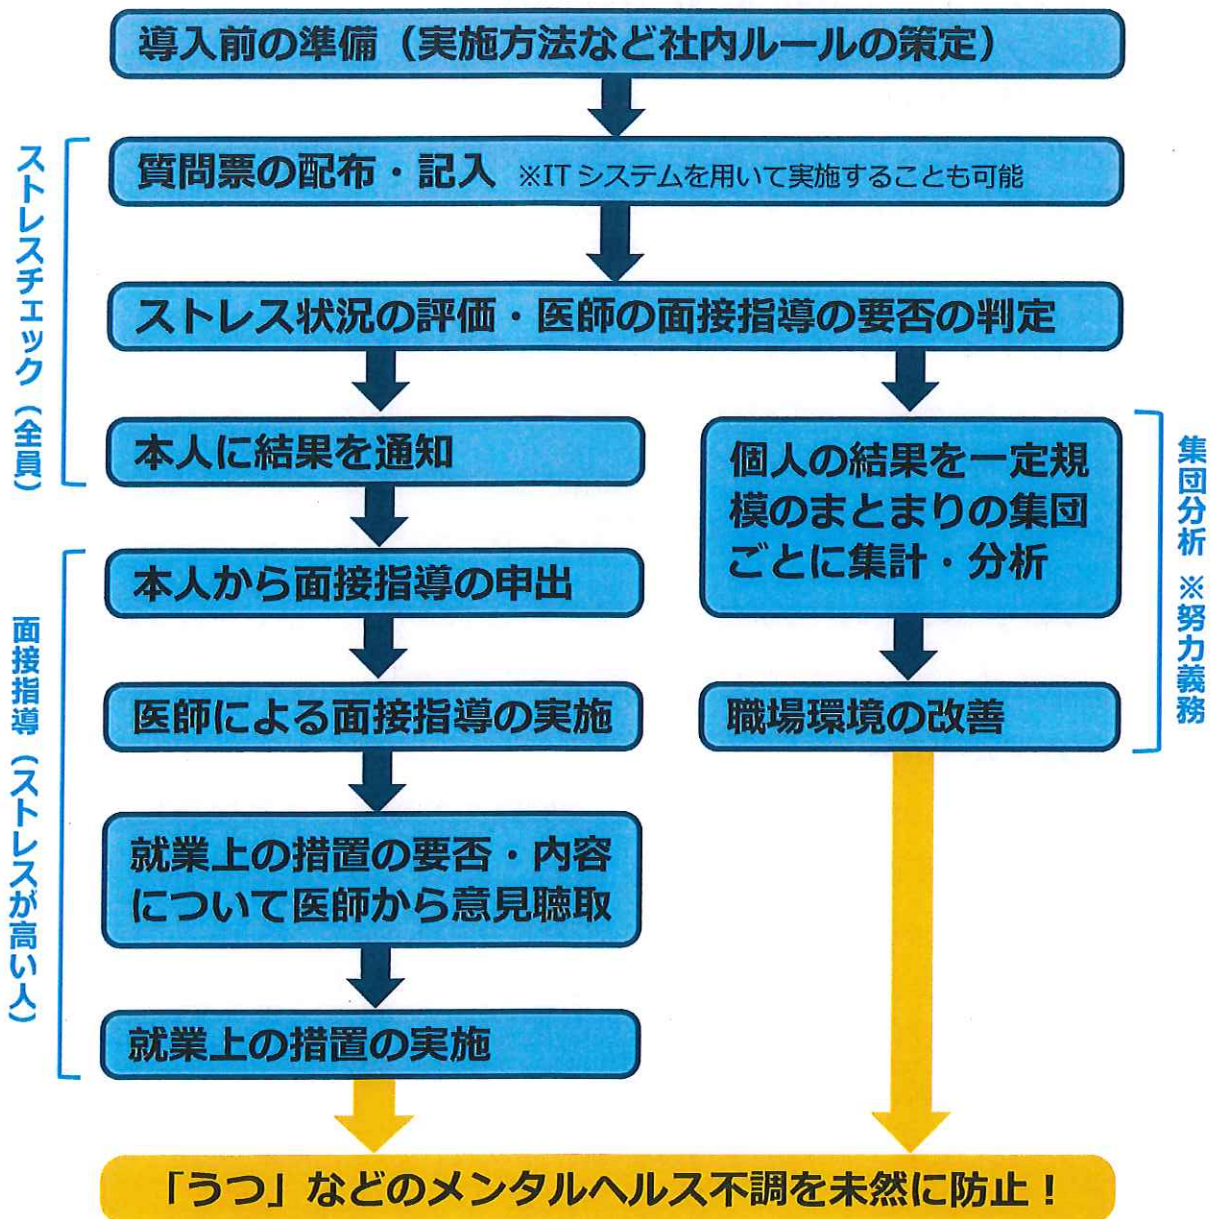 導入前の準備（実施方法など社内ルールの策定）
ストレスチェック（全員）
質問票の配布・記入 ※ITシステムを用いて実施することも可能
ストレス状況の評価・医師の面接指導の要否の判定
本人に結果を通知
面接指導（ストレスが高い人）
本人から面接指導の申出
医師による面接指導の実施
就業上の措置の要否・内容
について医師から意見聴取
就業上の措置の実施
個人の結果を一定規
模のまとまりの集団
ごとに集計・分析
職場環境の改善
集団分析 ※努力義務
「うつ」などのメンタルヘルス不調を未然に防止！